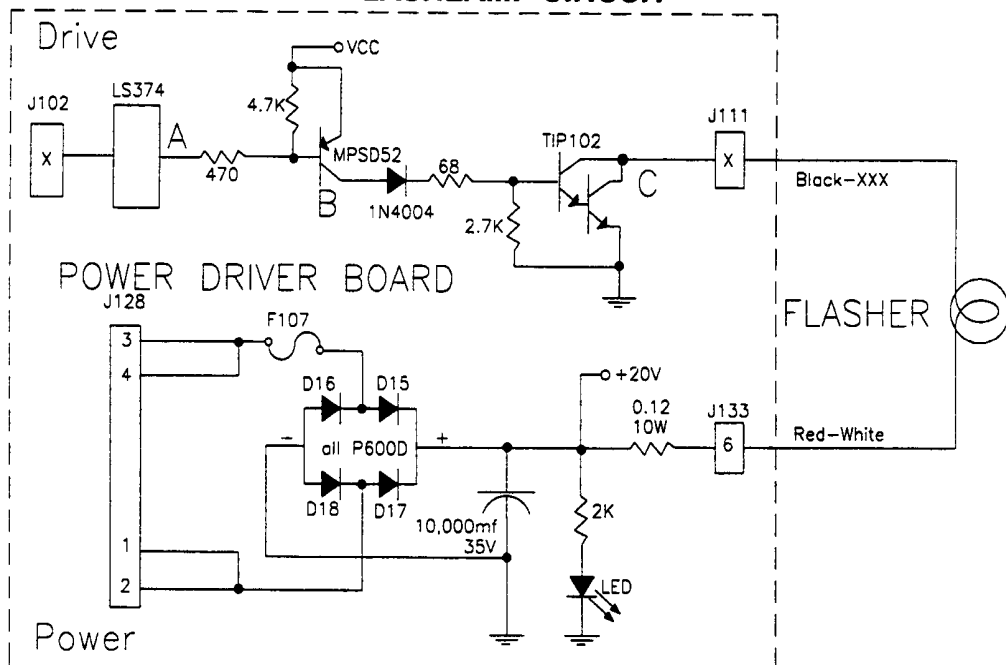 Drive
VCC
LS374
J102
4.7K
J111
TIP102
A
X
MPSD52
68
X
470
C
Black-XXX
B
1N4004
2.7K
POWER DRIVER BOARD
J128
F107
FLASHER
3
4
D16
D15
+20V
0.12
10W
J133
-
+
6
Red-White
all P600D
D18
D17
2K
10,000mf
35V
1
2
LED
Power